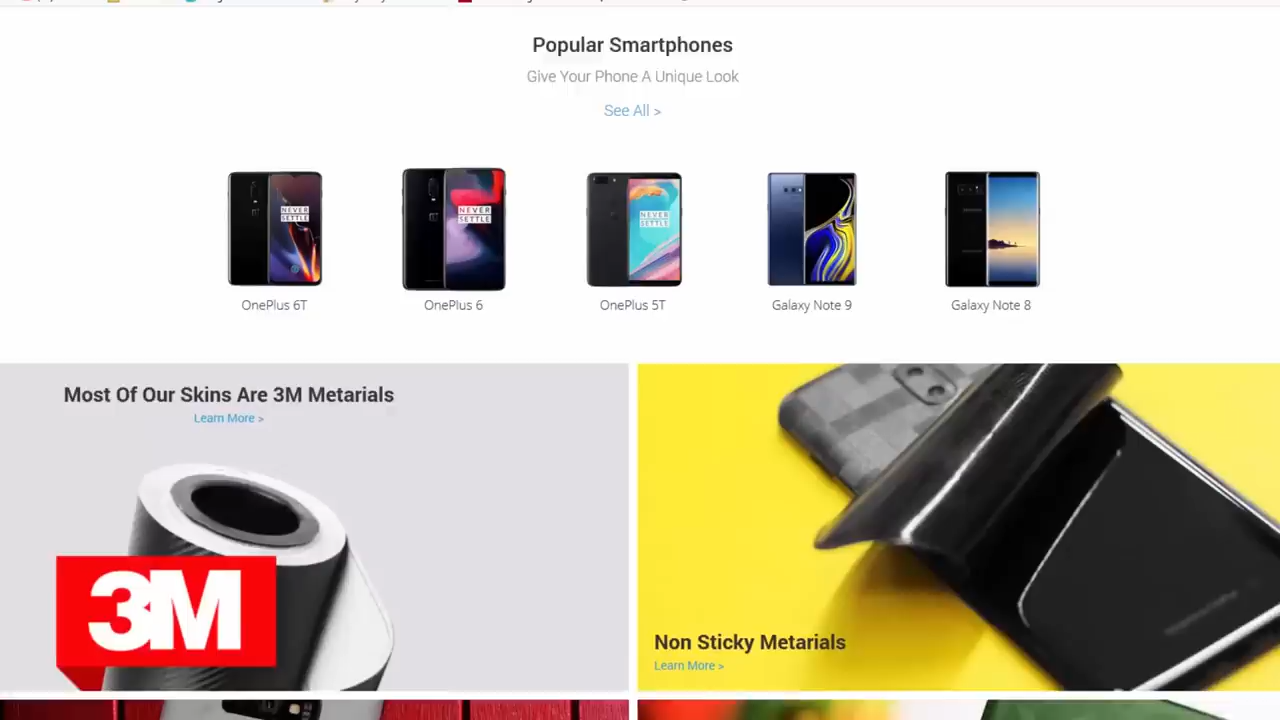 Popular Smartphones
Give Your Phone A Unique Look
See All >
NEVER
SETTLE
NEVER
SETTLE
NEVER
SETTLE
OnePlus 6T
OnePlus 6
OnePlus 5T
Galaxy Note 9
Galaxy Note 8
Most Of Our Skins Are 3M Metarials
Learn More >
3M
Non Sticky Metarials
Learn More >